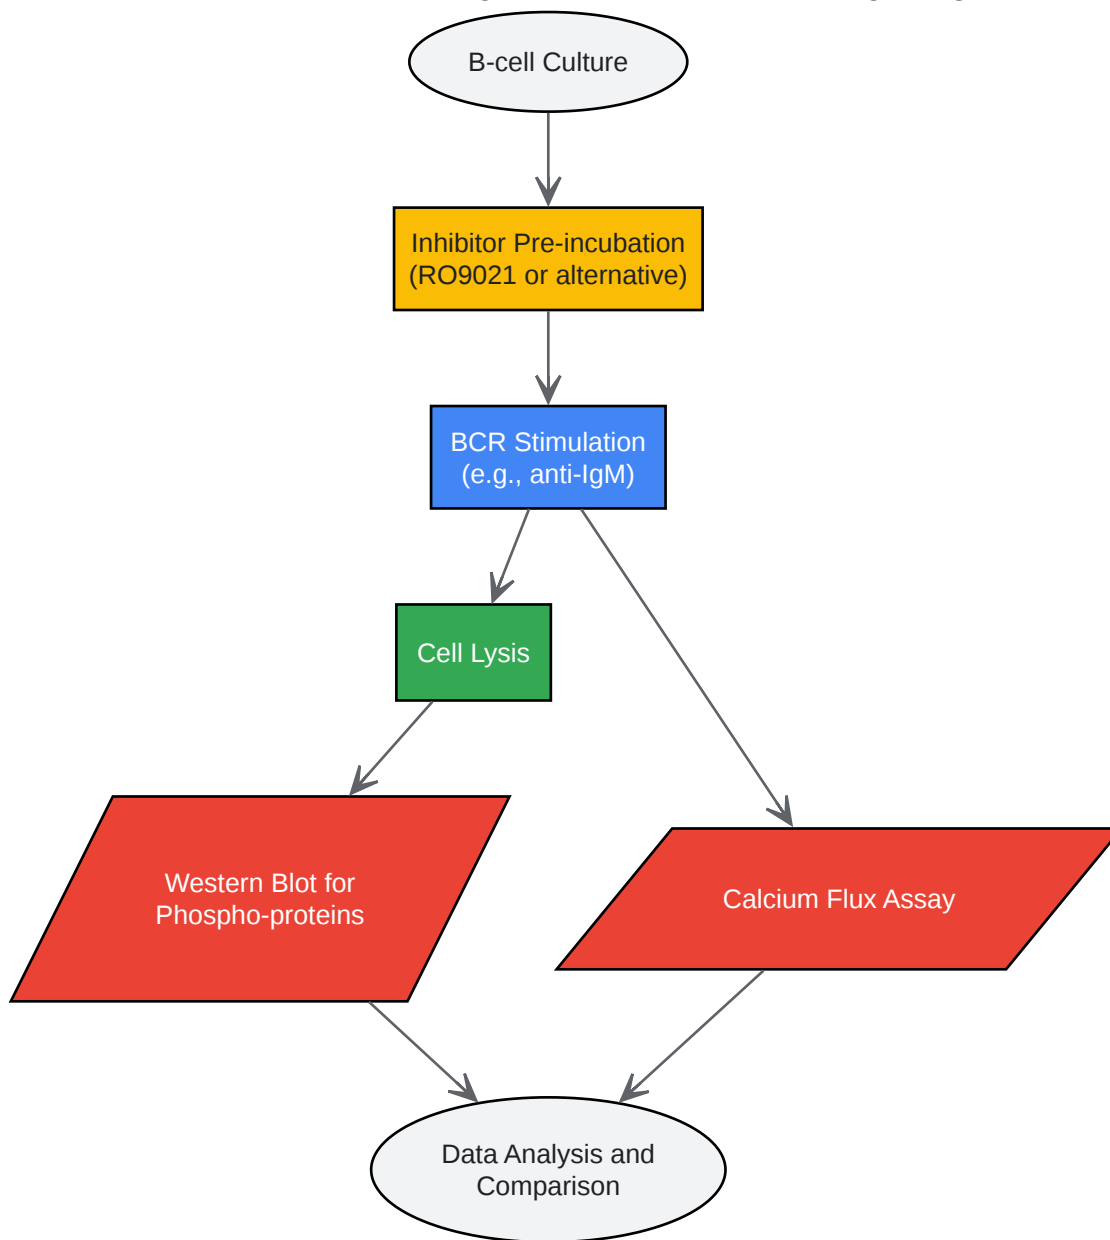 B-cell Culture
Inhibitor Pre-incubation
(RO9021 or alternative)
BCR Stimulation
(e.g., anti-IgM)
Cell Lysis
Western Blot for
Phospho-proteins
Calcium Flux Assay
Data Analysis and
Comparison